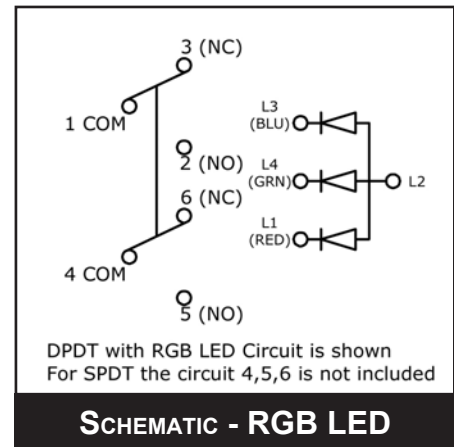 3 (NC)
1 COM
2 (NO)
6 (NC)
4 COM
5 (NO)
L3
(BLU)
L4
(GRN)
L2
L1
(RED)
DPDT with RGB LED Circuit is shown
For SPDT the circuit 4,5,6 is not included
SCHEMATIC - RGB LED